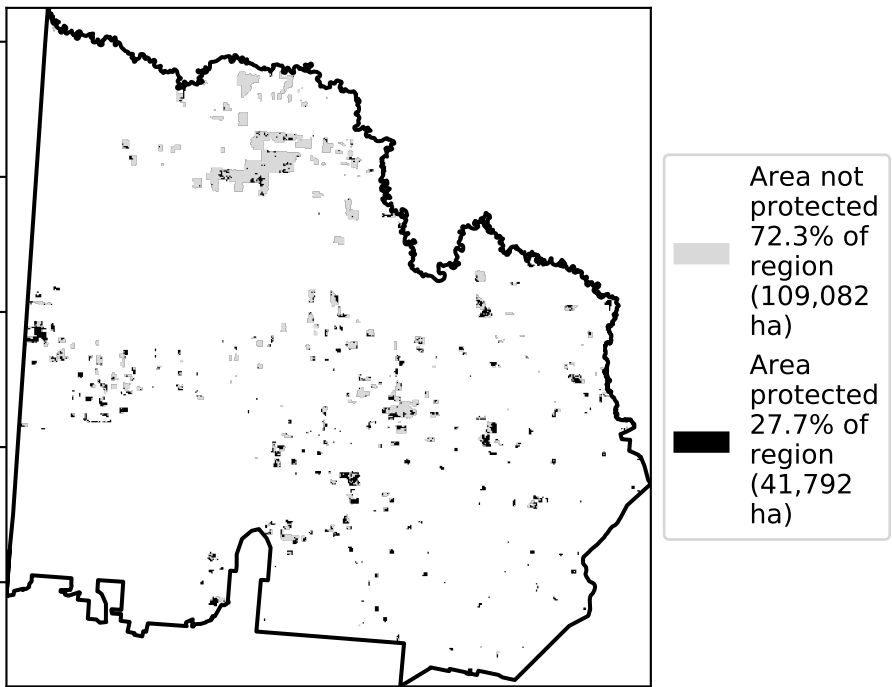 Area not
protected
72.3% of
region
(109,082
ha)
Area
protected
27.7% of
region
(41,792
ha)